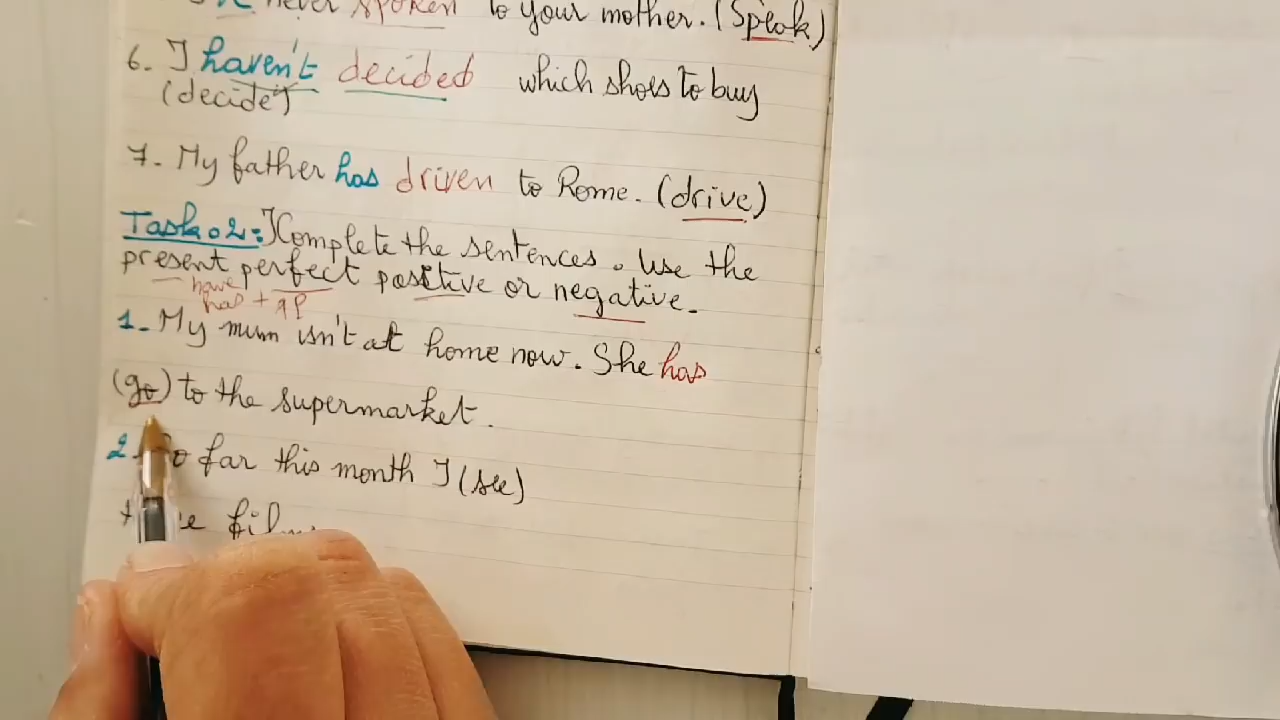 never spoken to your mother. (Speak)
6. I haven't decided which shoes to buy
(decide)
7. My father has driven to Rome. (drive)
Task 02: Complete the sentences. Use the
present perfect positive or negative.
have
has + pp
1. My mum isn't at home now. She has
(go) to the supermarket.
2. So far this month I (see)